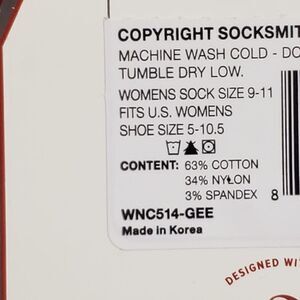 COPYRIGHT SOCKSMIT
MACHINE WASH COLD - DO
TUMBLE DRY LOW.
WOMENS SOCK SIZE 9-11
FITS U.S. WOMENS
SHOE SIZE 5-10.5
CONTENT: 63% COTTON
34% NYLON
3% SPANDEX
8
WNC514-GEE
Made in Korea
DESIGNED WI